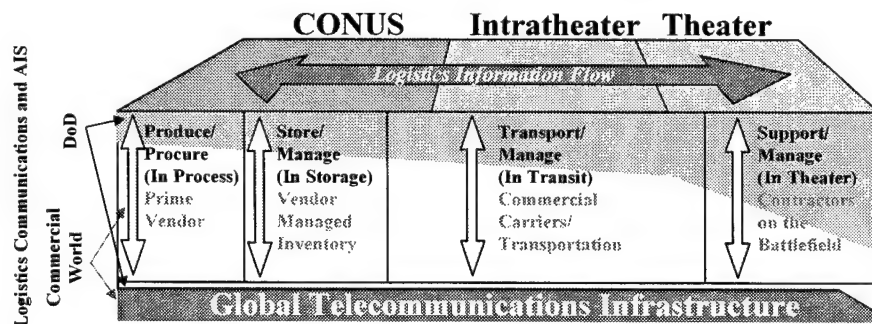 CONUS Intratheater Theater
Logistics Information Flow
Logistics Communications and AIS
DoD
Commercial
World
Produce/
Procure
(In Process)
Prime
Vendor
Store/
Manage
(In Storage)
Vendor
Managed
Inventory
Transport/
Manage
(In Transit)
Commercial
Carriers/
Transportation
Support/
Manage
(In Theater)
Contractors
on the
Battlefield
Global Telecommunications Infrastructure